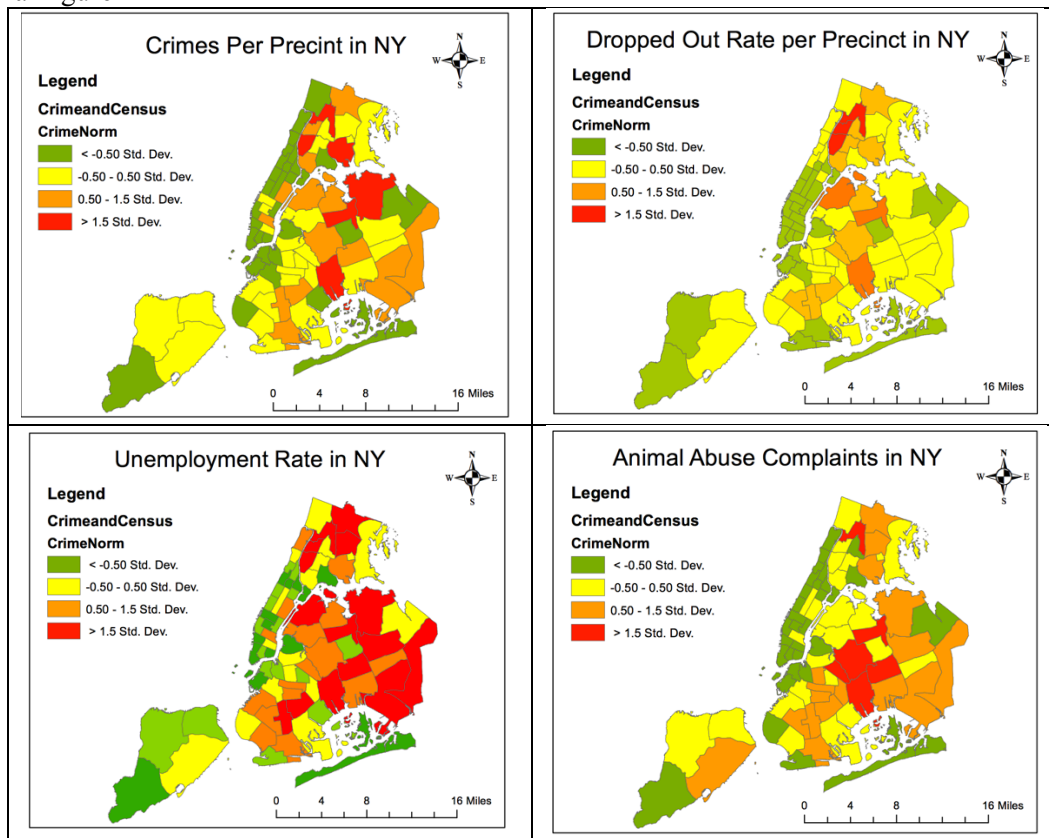 Crimes Per Precint in NY
N
W
E
S
Legend
CrimeandCensus
CrimeNorm
< -0.50 Std. Dev.
-0.50 - 0.50 Std. Dev.
0.50 - 1.5 Std. Dev.
> 1.5 Std. Dev.
0 4 8 16 Miles
Dropped Out Rate per Precinct in NY
N
W
E
S
Legend
CrimeandCensus
CrimeNorm
< -0.50 Std. Dev.
-0.50 - 0.50 Std. Dev.
0.50 - 1.5 Std. Dev.
> 1.5 Std. Dev.
0 4 8 16 Miles
Unemployment Rate in NY
N
W
E
S
Legend
CrimeandCensus
CrimeNorm
< -0.50 Std. Dev.
-0.50 - 0.50 Std. Dev.
0.50 - 1.5 Std. Dev.
> 1.5 Std. Dev.
0 4 8 16 Miles
Animal Abuse Complaints in NY
N
W
E
S
Legend
CrimeandCensus
CrimeNorm
< -0.50 Std. Dev.
-0.50 - 0.50 Std. Dev.
0.50 - 1.5 Std. Dev.
> 1.5 Std. Dev.
0 4 8 16 Miles